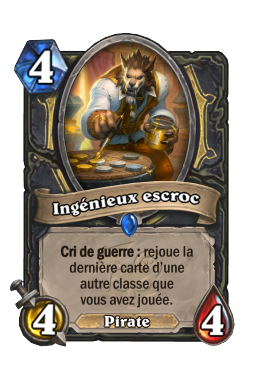 4
Ingénieux escroc
Cri de guerre : rejoue la
dernière carte d'une
autre classe que
vous avez jouée.
4
Pirate
4